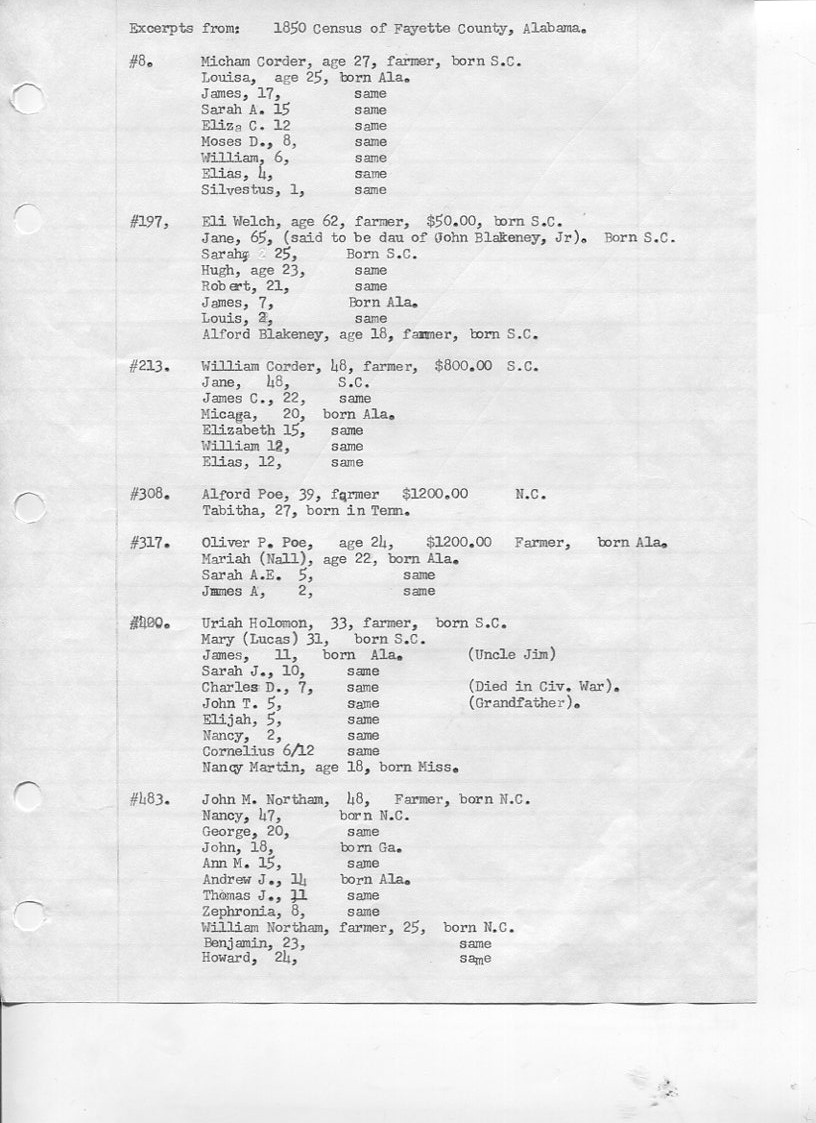 Excerpts from: 1850 Census of Fayette County, Alabama.
#8. Micham Corder, age 27, farmer, born S.C.
Louisa, age 25, born Ala.
James, 17, same
Sarah A. 15 same
Eliza C. 12 same
Moses D., 8, same
William, 6, same
Elias, 4, same
Silvestus, 1, same
#197, Eli Welch, age 62, farmer, $50.00, born S.C.
Jane, 65, (said to be dau of John Blakeney, Jr). Born S.C.
Sarah, 25, Born S.C.
Hugh, age 23, same
Robert, 21, same
James, 7, Born Ala.
Louis, 2, same
Alford Blakeney, age 18, farmer, born S.C.
#213. William Corder, 48, farmer, $800.00 S.C.
Jane, 48, S.C.
James C., 22, same
Micaga, 20, born Ala.
Elizabeth 15, same
William 12, same
Elias, 12, same
#308. Alford Poe, 39, farmer $1200.00 N.C.
Tabitha, 27, born in Tenn.
#317. Oliver P. Poe, age 24, $1200.00 Farmer, born Ala.
Mariah (Nall), age 22, born Ala.
Sarah A.E. 5, same
James A, 2, same
#400. Uriah Holomon, 33, farmer, born S.C.
Mary (Lucas) 31, born S.C.
James, 11, born Ala. (Uncle Jim)
Sarah J., 10, same
Charles D., 7, same (Died in Civ. War).
John T. 5, same (Grandfather).
Elijah, 5, same
Nancy, 2, same
Cornelius 6/12 same
Nancy Martin, age 18, born Miss.
#483. John M. Northam, 48, Farmer, born N.C.
Nancy, 47, born N.C.
George, 20, same
John, 18, born Ga.
Ann M. 15, same
Andrew J., 14 born Ala.
Thomas J., 11 same
Zephronia, 8, same
William Northam, farmer, 25, born N.C.
Benjamin, 23, same
Howard, 24, same